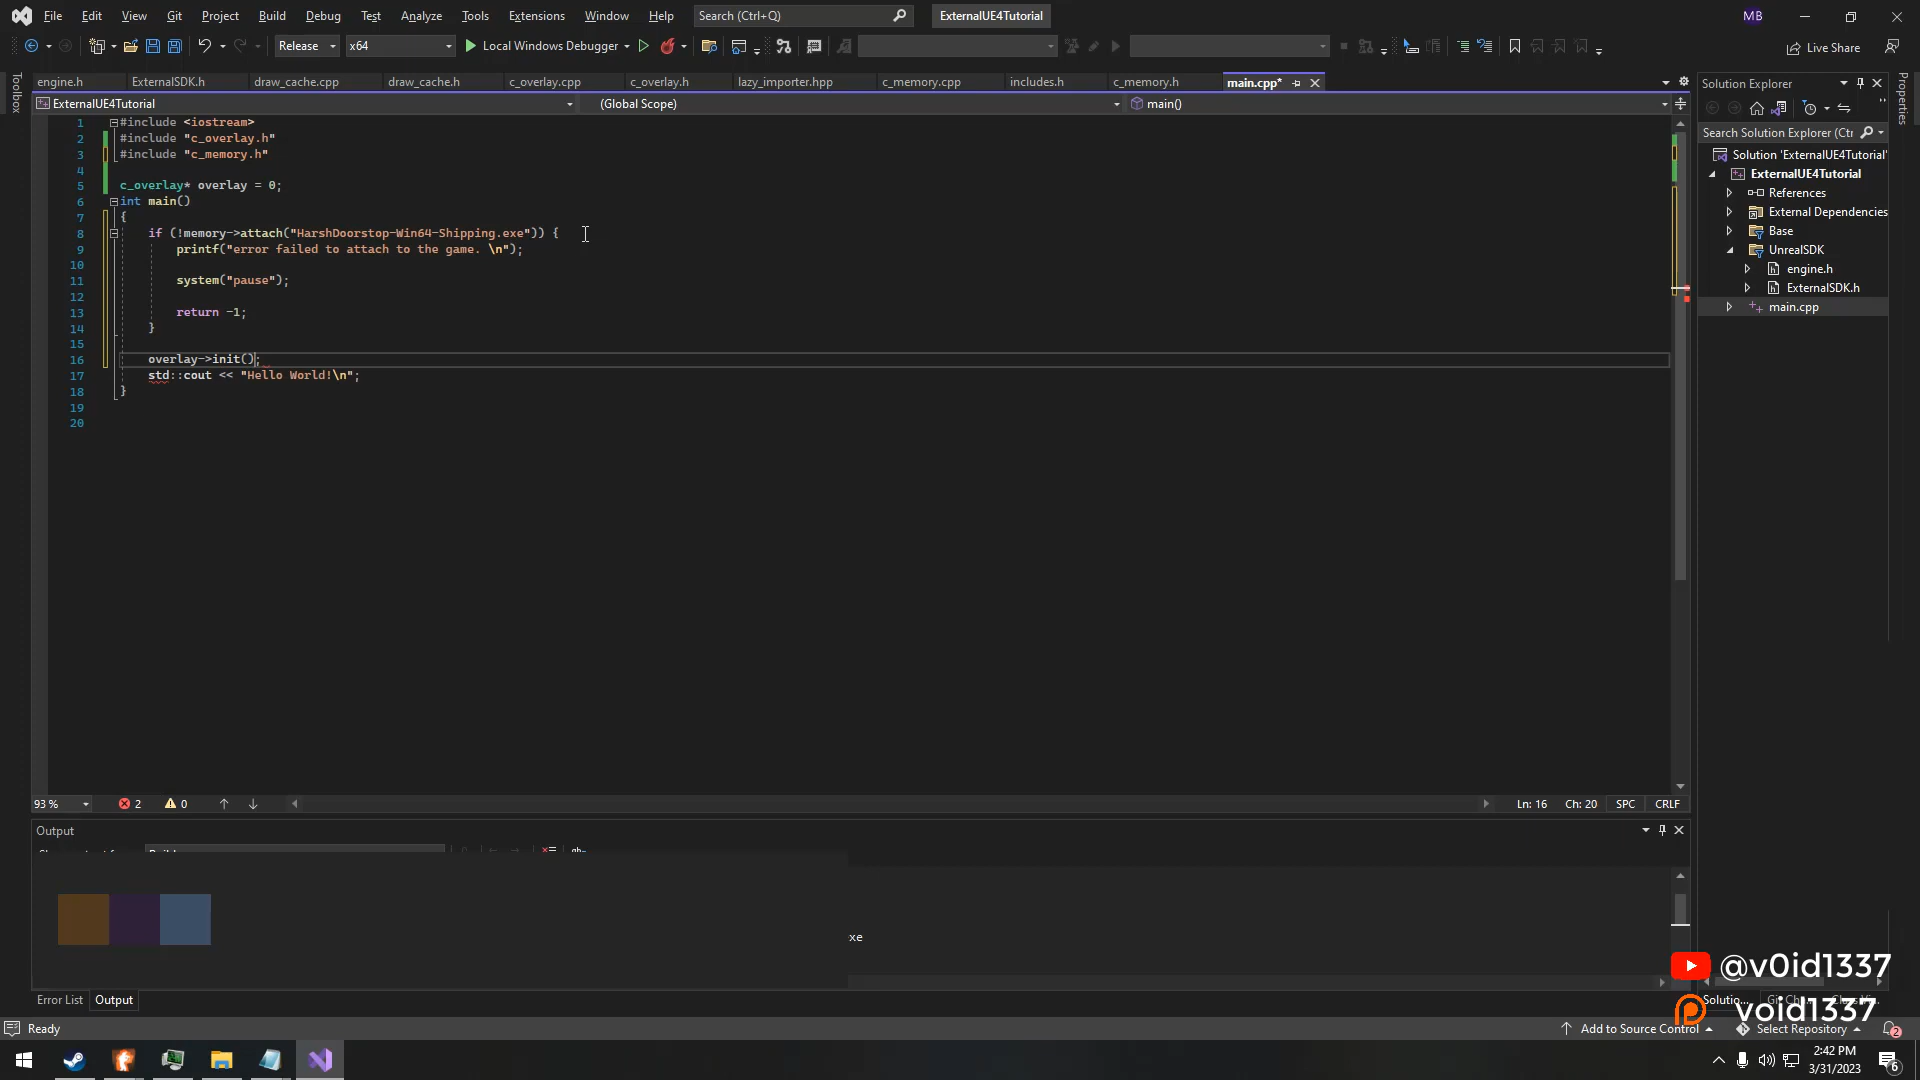 File Edit View Git Project Build Debug Test Analyze Tools Extensions Window Help Search (Ctrl+Q) ExternalUE4Tutorial MB
Release x64 Local Windows Debugger Live Share
Toolbox
engine.h ExternalSDK.h draw_cache.cpp draw_cache.h c_overlay.cpp c_overlay.h lazy_importer.hpp c_memory.cpp includes.h c_memory.h main.cpp*
ExternalUE4Tutorial (Global Scope) main()
1 #include <iostream>
2 #include "c_overlay.h"
3 #include "c_memory.h"
4
5 c_overlay* overlay = 0;
6 int main()
7 {
8 if (!memory->attach("HarshDoorstop-Win64-Shipping.exe")) {
9 printf("error failed to attach to the game. \n");
10
11 system("pause");
12
13 return -1;
14 }
15
16 overlay->init();
17 std::cout << "Hello World!\n";
18 }
19
20
93 % 2 0 Ln: 16 Ch: 20 SPC CRLF
Output
xe
Error List Output
Solution Explorer
Properties
Search Solution Explorer (Ctr
Solution 'ExternalUE4Tutorial'
ExternalUE4Tutorial
References
External Dependencies
Base
UnrealSDK
engine.h
ExternalSDK.h
main.cpp
@v0id1337
Solutio...
void1337
Ready Add to Source Control Select Repository 2
2:42 PM
3/31/2023
6